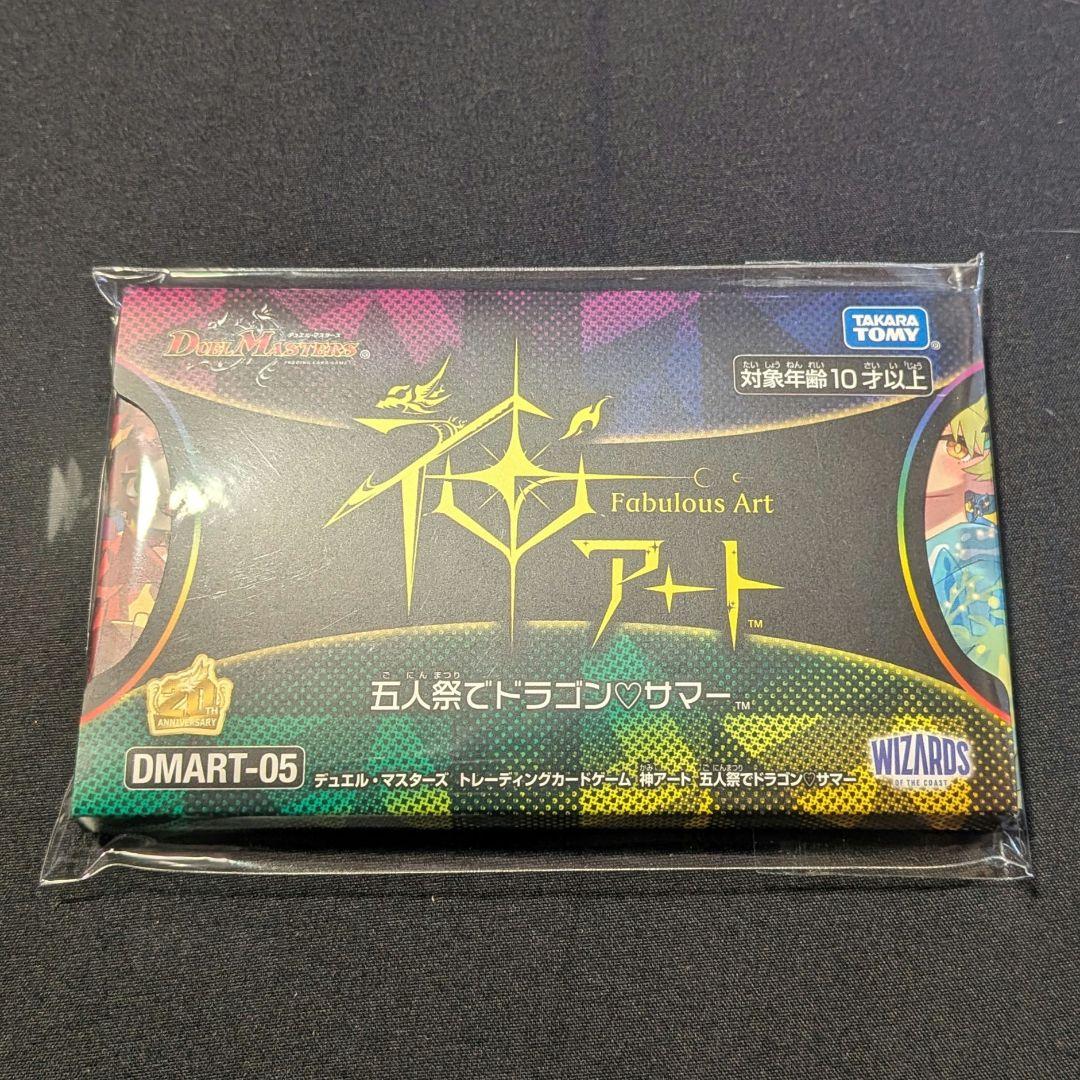 デュエル・マスターズ
DUEL MASTERS®
TRADING CARD GAME
TAKARA TOMY®
たいしょうねんれい さいいじょう
対象年齢10才以上
神アート™
Fabulous Art
ごにんまつり
五人祭でドラゴン♡サマー™
20TH ANNIVERSARY
DMART-05
かみ ごにんまつり
デュエル・マスターズ トレーディングカードゲーム 神アート 五人祭でドラゴン♡サマー
WIZARDS OF THE COAST